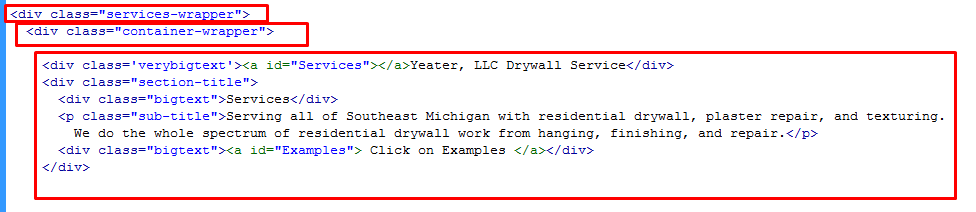 <div class="services-wrapper">
<div class="container-wrapper">
<div class='verybigtext'><a id="Services"></a>Yeater, LLC Drywall Service</div>
<div class="section-title">
<div class="bigtext">Services</div>
<p class="sub-title">Serving all of Southeast Michigan with residential drywall, plaster repair, and texturing.
We do the whole spectrum of residential drywall work from hanging, finishing, and repair.</p>
<div class="bigtext"><a id="Examples"> Click on Examples </a></div>
</div>